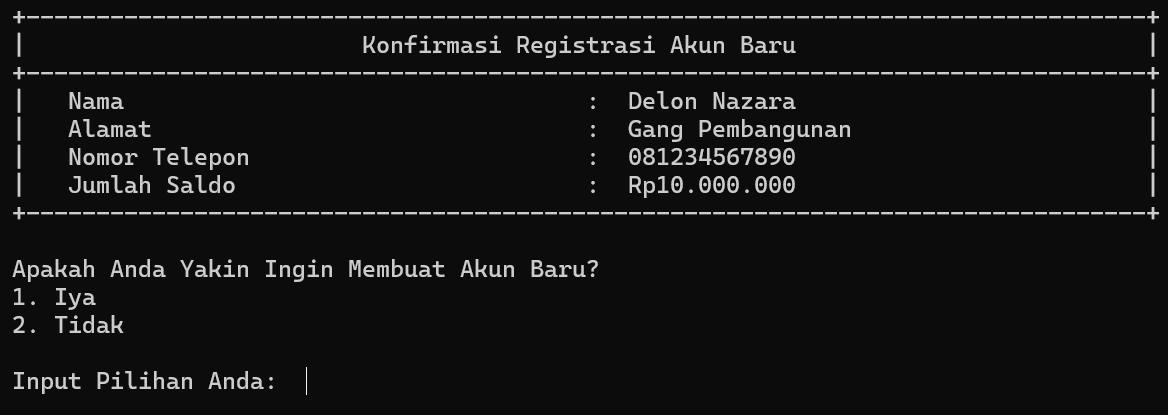 Konfirmasi Registrasi Akun Baru
Nama : Delon Nazara
Alamat : Gang Pembangunan
Nomor Telepon : 081234567890
Jumlah Saldo : Rp10.000.000
Apakah Anda Yakin Ingin Membuat Akun Baru?
1. Iya
2. Tidak
Input Pilihan Anda: